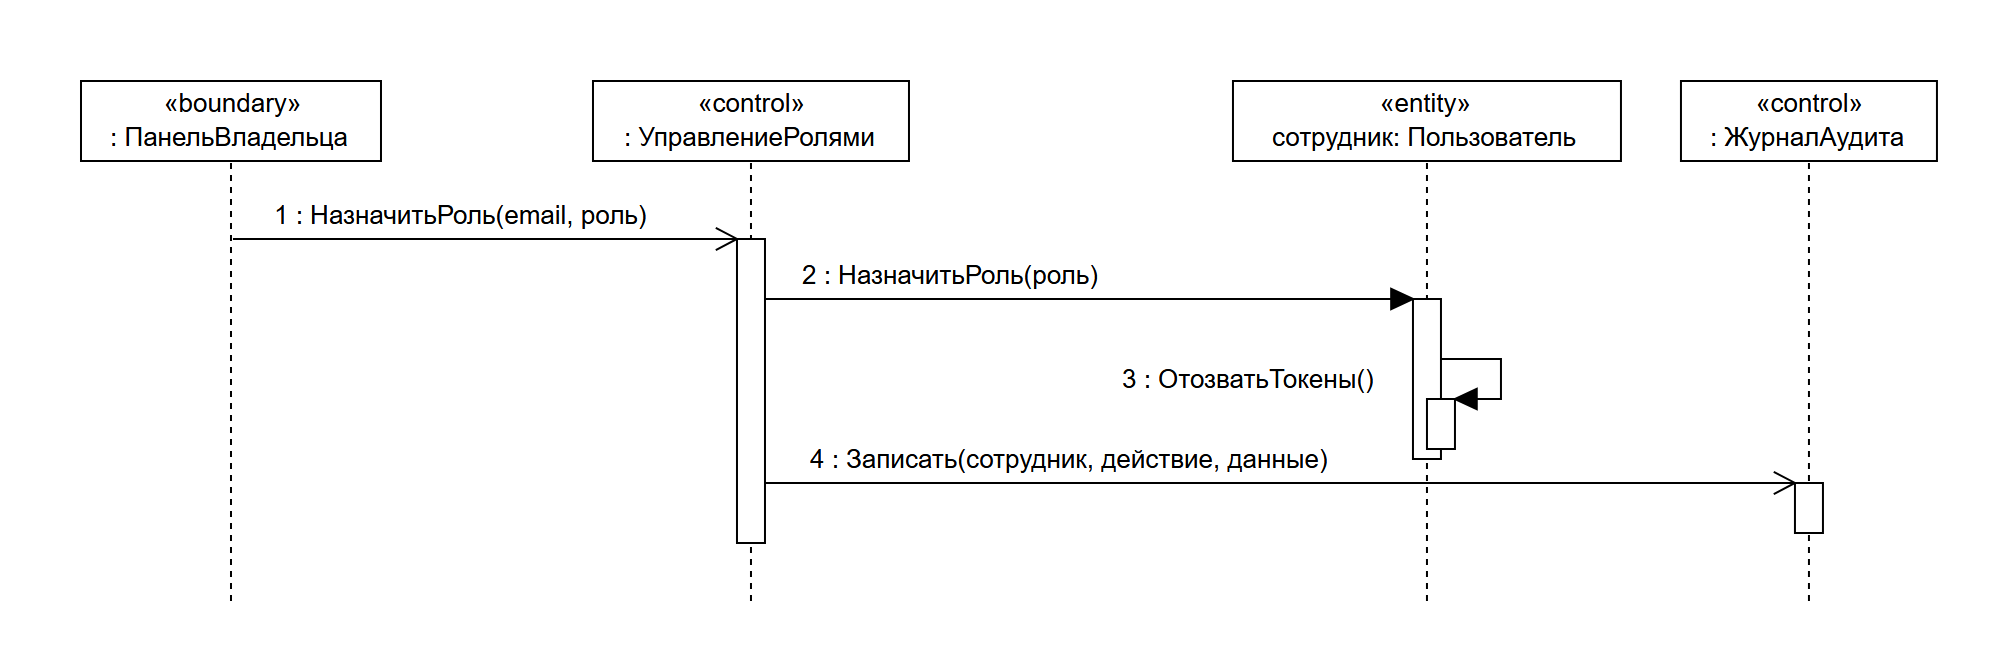 «boundary»
: ПанельВладельца
«control»
: УправлениеРолями
«entity»
сотрудник: Пользователь
«control»
: ЖурналАудита
1 : НазначитьРоль(email, роль)
2 : НазначитьРоль(роль)
3 : ОтозватьТокены()
4 : Записать(сотрудник, действие, данные)